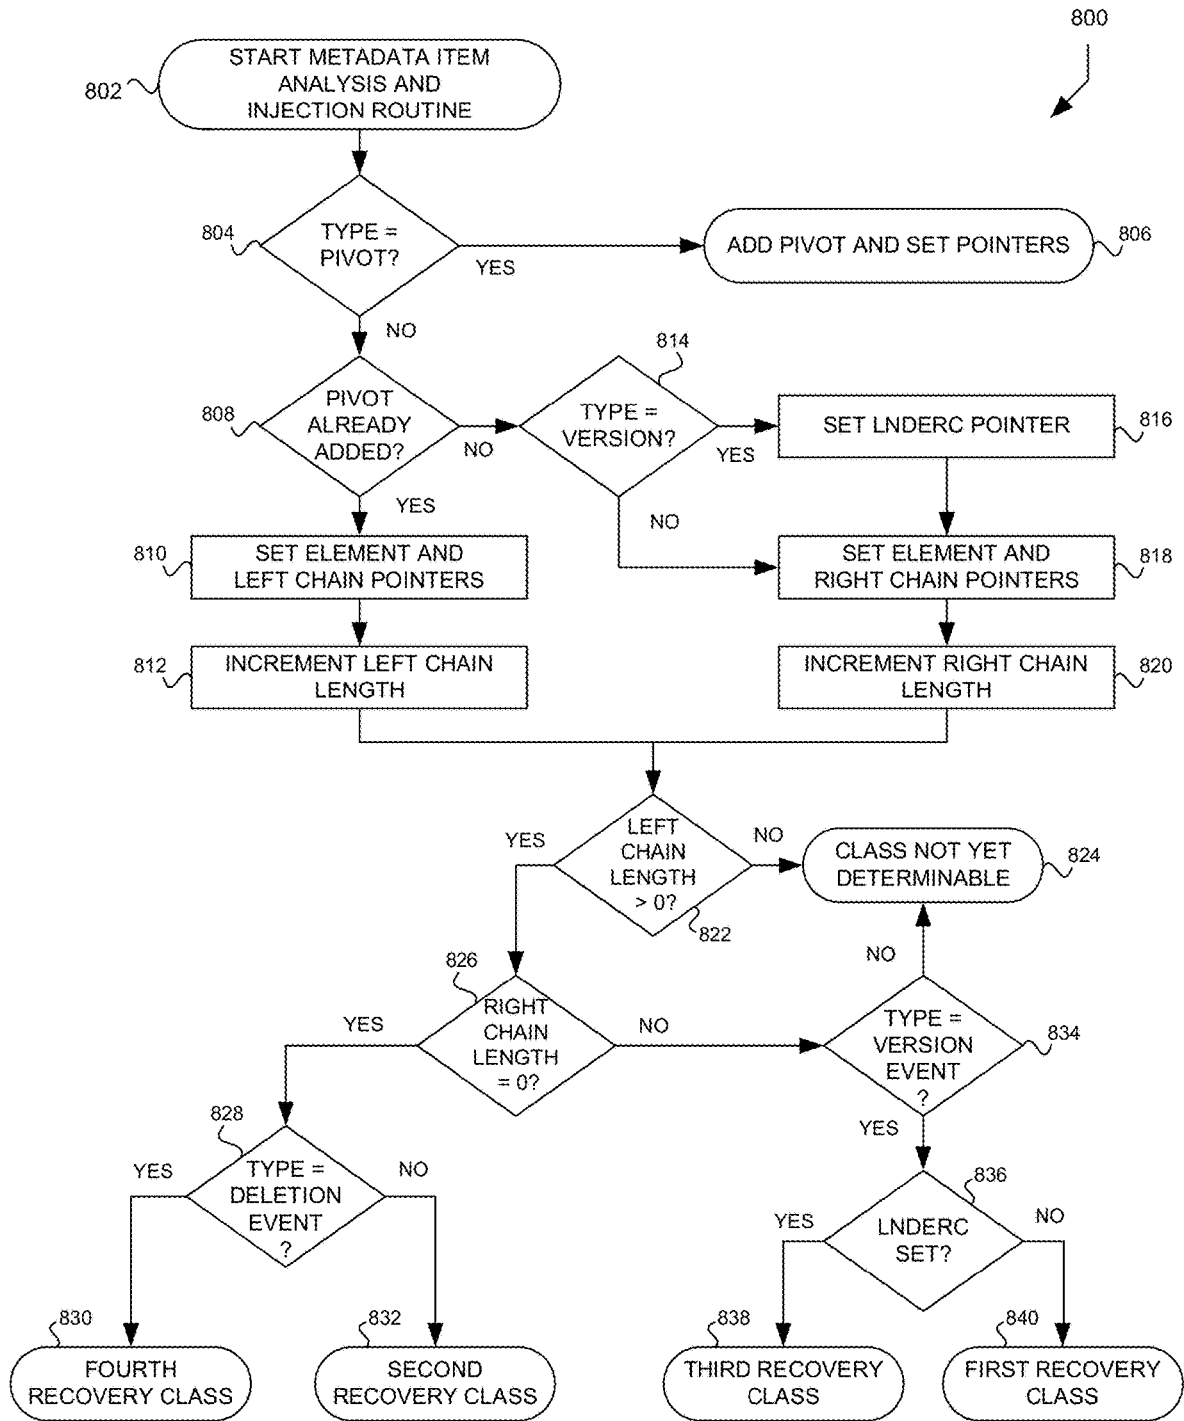 800
START METADATA ITEM
ANALYSIS AND
INJECTION ROUTINE
802
TYPE =
PIVOT?
804
YES
NO
ADD PIVOT AND SET POINTERS
806
PIVOT
ALREADY
ADDED?
808
NO
YES
814
TYPE =
VERSION?
YES
NO
SET LNDERC POINTER
816
810
SET ELEMENT AND
LEFT CHAIN POINTERS
SET ELEMENT AND
RIGHT CHAIN POINTERS
818
812
INCREMENT LEFT CHAIN
LENGTH
INCREMENT RIGHT CHAIN
LENGTH
820
YES
LEFT
CHAIN
LENGTH
> 0?
822
NO
CLASS NOT YET
DETERMINABLE
824
826
YES
RIGHT
CHAIN
LENGTH
= 0?
NO
NO
TYPE =
VERSION
EVENT
?
834
YES
828
YES
TYPE =
DELETION
EVENT
?
NO
836
YES
LNDERC
SET?
NO
830
FOURTH
RECOVERY CLASS
832
SECOND
RECOVERY CLASS
838
THIRD RECOVERY
CLASS
840
FIRST RECOVERY
CLASS